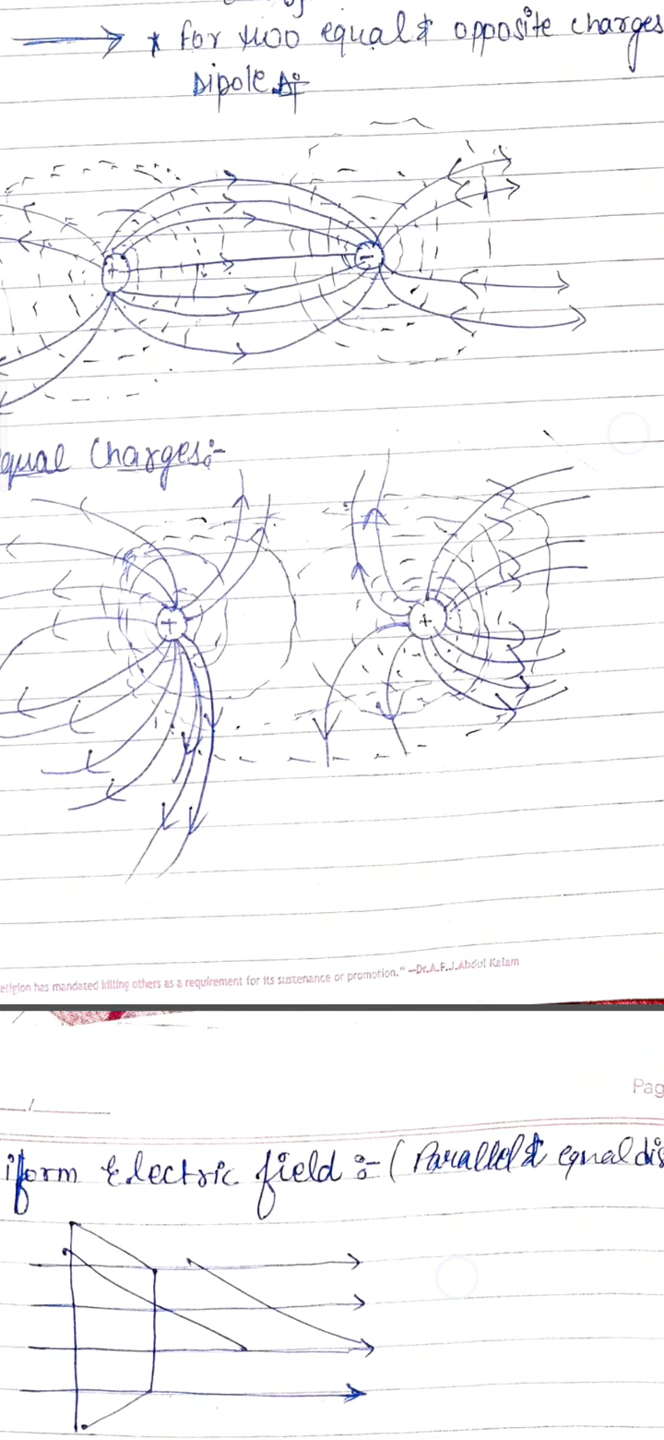 * for two equal & opposite charges
Dipole :-
+
-
qual Charges:-
+
+
eligion has mandated killing others as a requirement for its sustenance or promotion." —Dr.A.P.J.Abdul Kalam
Pag
/
iform Electric field :- (Parallel & equal dis